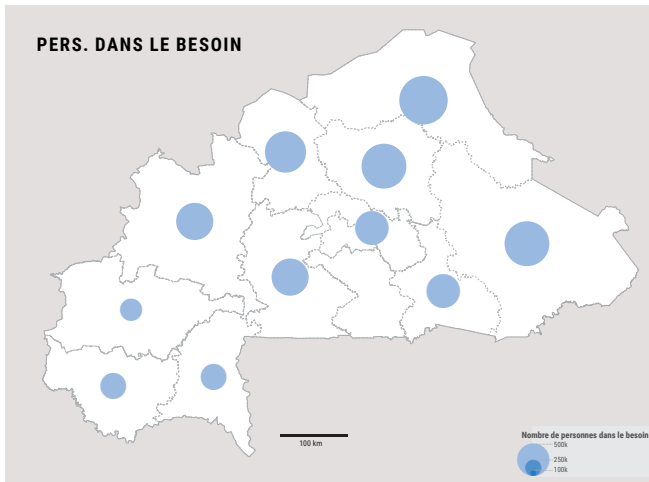 PERS. DANS LE BESOIN
100 km
Nombre de personnes dans le besoin
500k
250k
100k